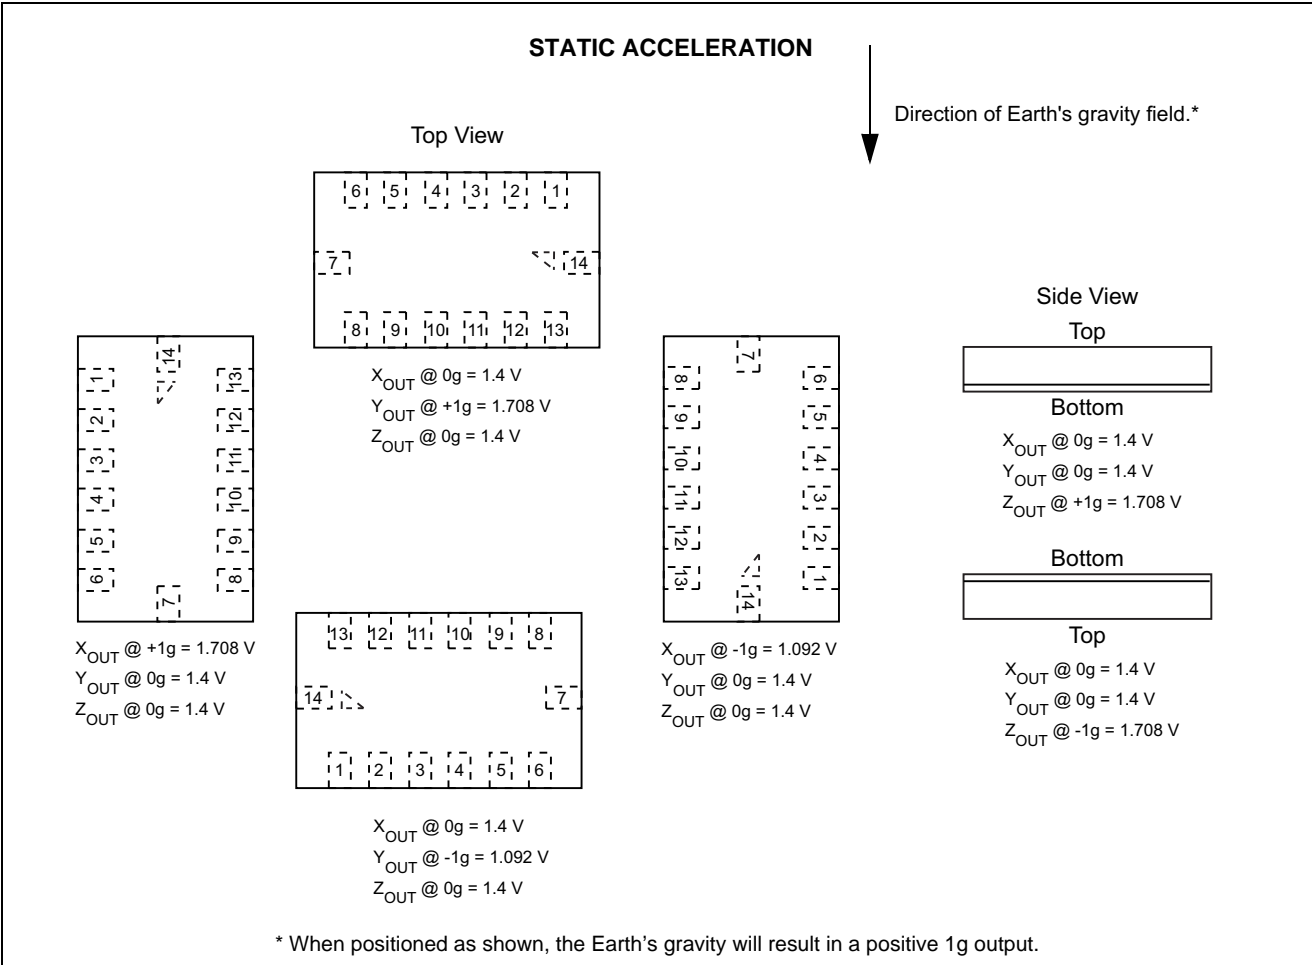 STATIC ACCELERATION
Direction of Earth's gravity field.*
Top View
6 5 4 3 2 1
7 14
8 9 10 11 12 13
X_OUT @ 0g = 1.4 V
Y_OUT @ +1g = 1.708 V
Z_OUT @ 0g = 1.4 V
14
1 13
2 12
3 11
4 10
5 9
6 8
7
X_OUT @ +1g = 1.708 V
Y_OUT @ 0g = 1.4 V
Z_OUT @ 0g = 1.4 V
13 12 11 10 9 8
14 7
1 2 3 4 5 6
X_OUT @ 0g = 1.4 V
Y_OUT @ -1g = 1.092 V
Z_OUT @ 0g = 1.4 V
7
8 6
9 5
10 4
11 3
12 2
13 1
14
X_OUT @ -1g = 1.092 V
Y_OUT @ 0g = 1.4 V
Z_OUT @ 0g = 1.4 V
Side View
Top
Bottom
X_OUT @ 0g = 1.4 V
Y_OUT @ 0g = 1.4 V
Z_OUT @ +1g = 1.708 V
Bottom
Top
X_OUT @ 0g = 1.4 V
Y_OUT @ 0g = 1.4 V
Z_OUT @ -1g = 1.708 V
* When positioned as shown, the Earth's gravity will result in a positive 1g output.